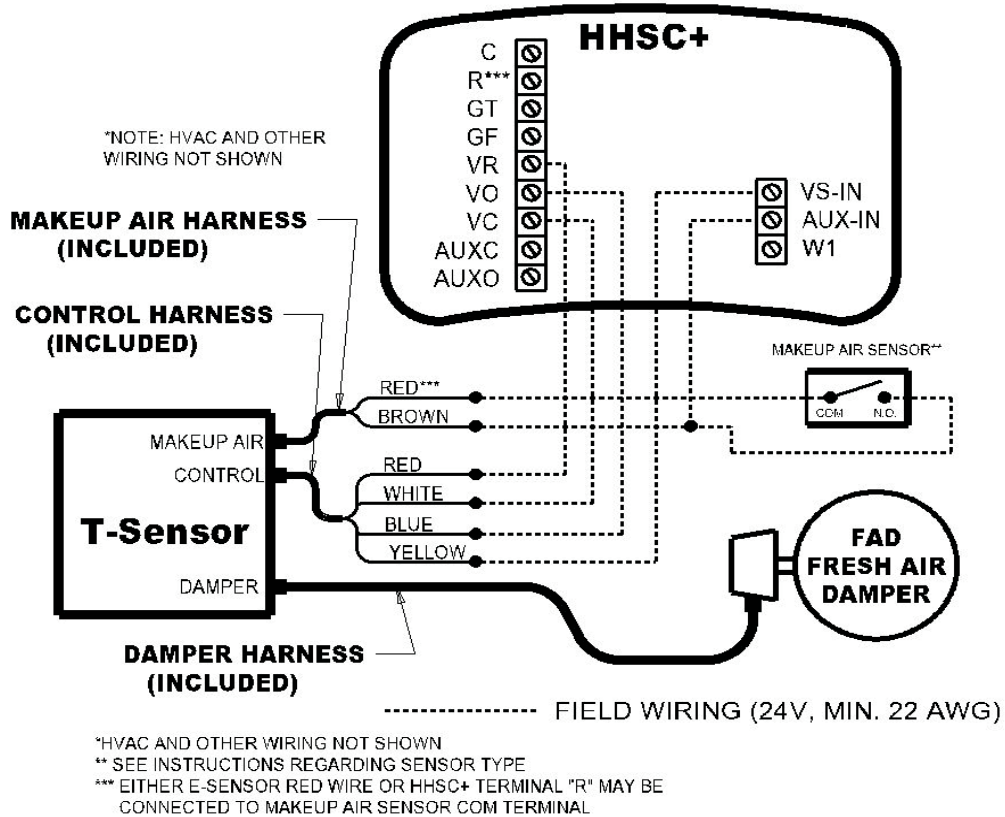 HHSC+
C
R***
GT
GF
VR
VO
VC
AUXC
AUXO
VS-IN
AUX-IN
W1
*NOTE: HVAC AND OTHER
WIRING NOT SHOWN
MAKEUP AIR HARNESS
(INCLUDED)
CONTROL HARNESS
(INCLUDED)
MAKEUP AIR SENSOR**
COM N.O.
RED***
BROWN
MAKEUP AIR
CONTROL
RED
WHITE
BLUE
YELLOW
T-Sensor
DAMPER
FAD
FRESH AIR
DAMPER
DAMPER HARNESS
(INCLUDED)
FIELD WIRING (24V, MIN. 22 AWG)
*HVAC AND OTHER WIRING NOT SHOWN
** SEE INSTRUCTIONS REGARDING SENSOR TYPE
*** EITHER E-SENSOR RED WIRE OR HHSC+ TERMINAL "R" MAY BE
CONNECTED TO MAKEUP AIR SENSOR COM TERMINAL